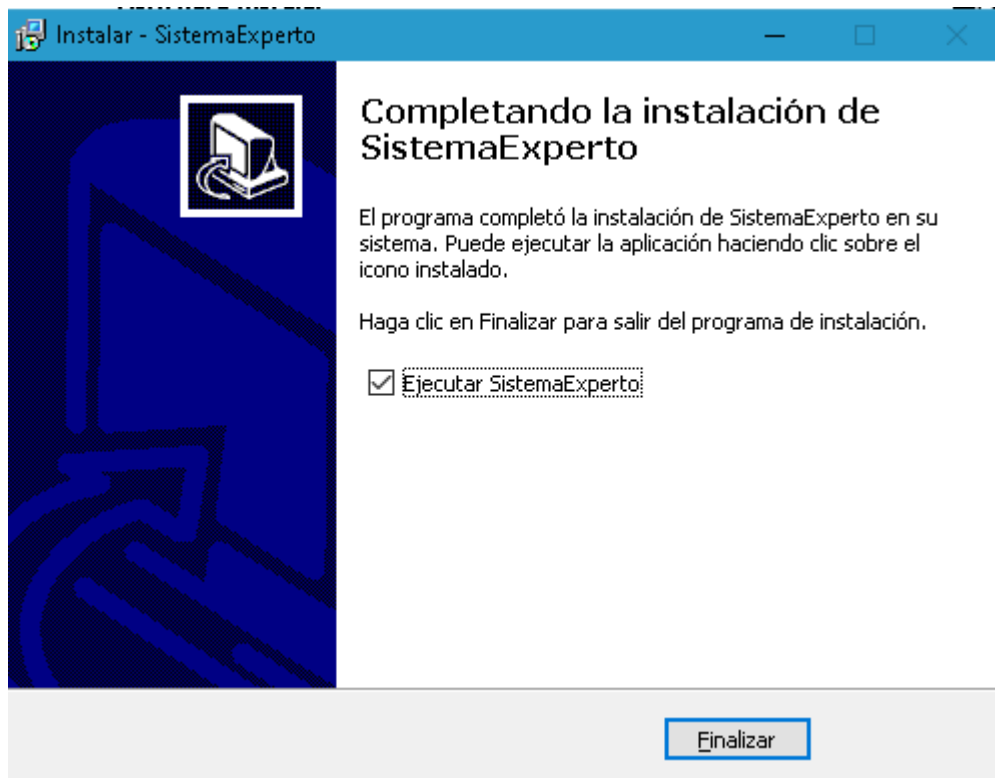 Instalar - SistemaExperto
Completando la instalación de
SistemaExperto
El programa completó la instalación de SistemaExperto en su
sistema. Puede ejecutar la aplicación haciendo clic sobre el
icono instalado.
Haga clic en Finalizar para salir del programa de instalación.
Ejecutar SistemaExperto
Finalizar